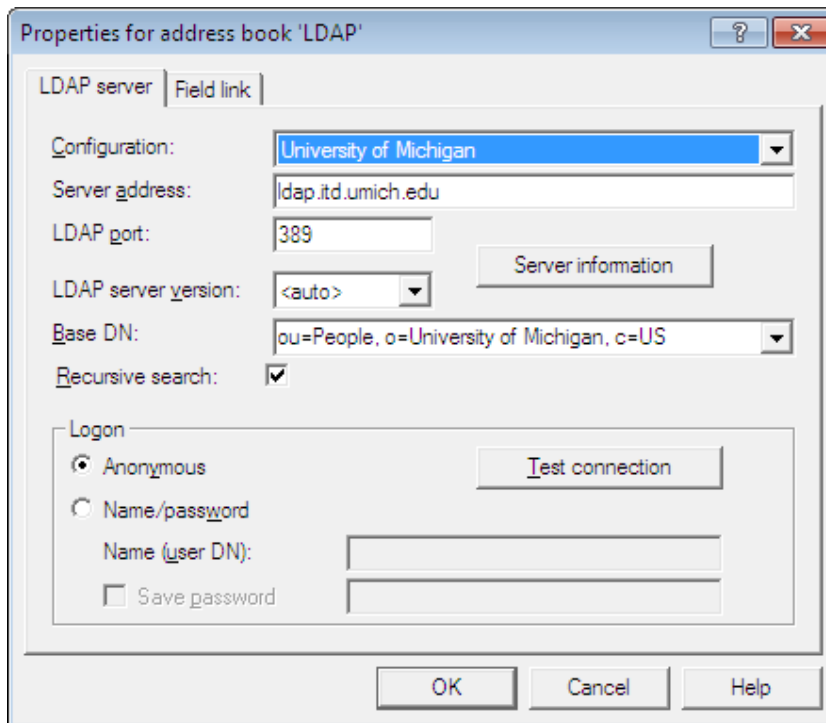 Properties for address book 'LDAP'
?
LDAP server Field link
Configuration: University of Michigan
Server address: ldap.itd.umich.edu
LDAP port: 389
Server information
LDAP server version: <auto>
Base DN: ou=People, o=University of Michigan, c=US
Recursive search:
Logon
Anonymous Test connection
Name/password
Name (user DN):
Save password
OK Cancel Help